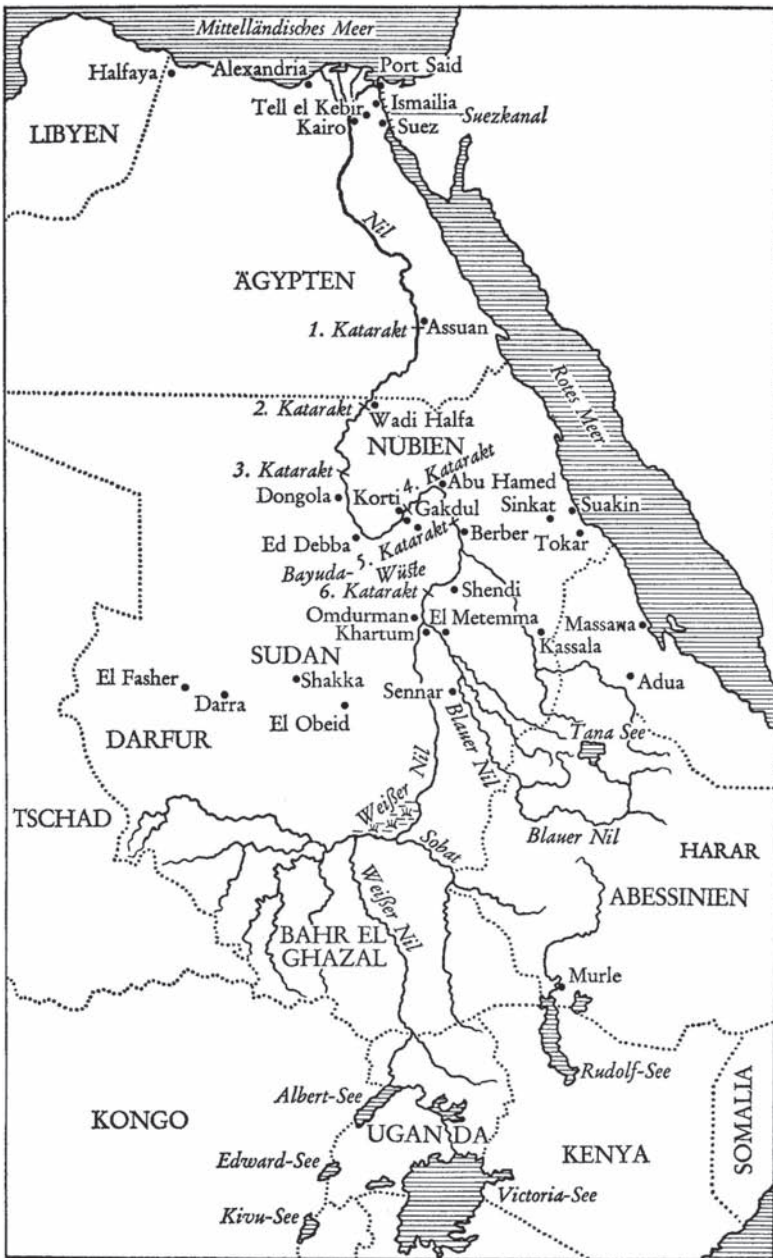 Mittelländisches Meer
Halfaya
Alexandria
Port Said
Tell el Kebir
Ismailia
Kairo
Suez
Suezkanal
LIBYEN
Nil
ÄGYPTEN
1. Katarakt
Assuan
Rotes Meer
2. Katarakt
Wadi Halfa
NUBIEN
3. Katarakt
4. Katarakt
Abu Hamed
Dongola
Korti
Gakdul
Sinkat
Suakin
Ed Debba
5. Katarakt
Berber
Tokar
Bayuda-
Wüste
6. Katarakt
Shendi
Omdurman
El Metemma
Massawa
Khartum
Kassala
SUDAN
El Fasher
Shakka
Adua
Darra
Sennar
El Obeid
DARFUR
Blauer Nil
Tana See
TSCHAD
Weißer Nil
Sobat
Blauer Nil
HARAR
Weißer Nil
ABESSINIEN
BAHR EL
GHAZAL
Murle
Rudolf-See
Albert-See
KONGO
UGANDA
SOMALIA
Edward-See
KENYA
Victoria-See
Kivu-See